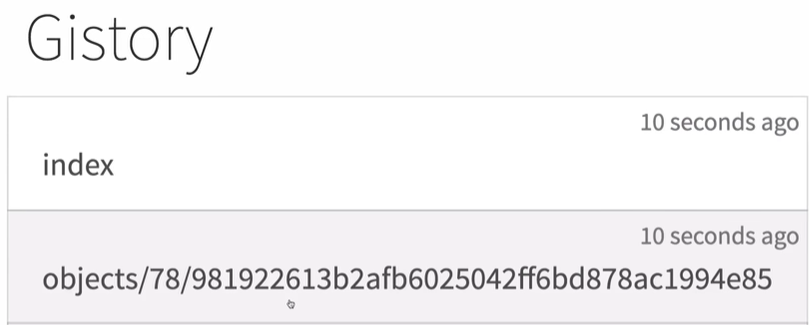 Gistory
10 seconds ago
index
10 seconds ago
objects/78/981922613b2afb6025042ff6bd878ac1994e85